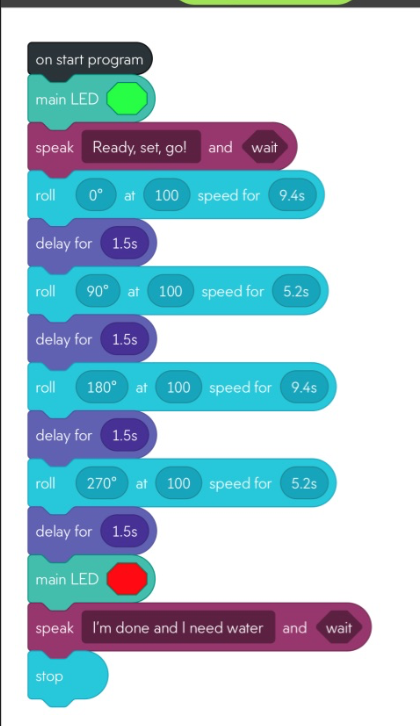 on start program
main LED
speak Ready, set, go! and wait
roll 0° at 100 speed for 9.4s
delay for 1.5s
roll 90° at 100 speed for 5.2s
delay for 1.5s
roll 180° at 100 speed for 9.4s
delay for 1.5s
roll 270° at 100 speed for 5.2s
delay for 1.5s
main LED
speak I'm done and I need water and wait
stop